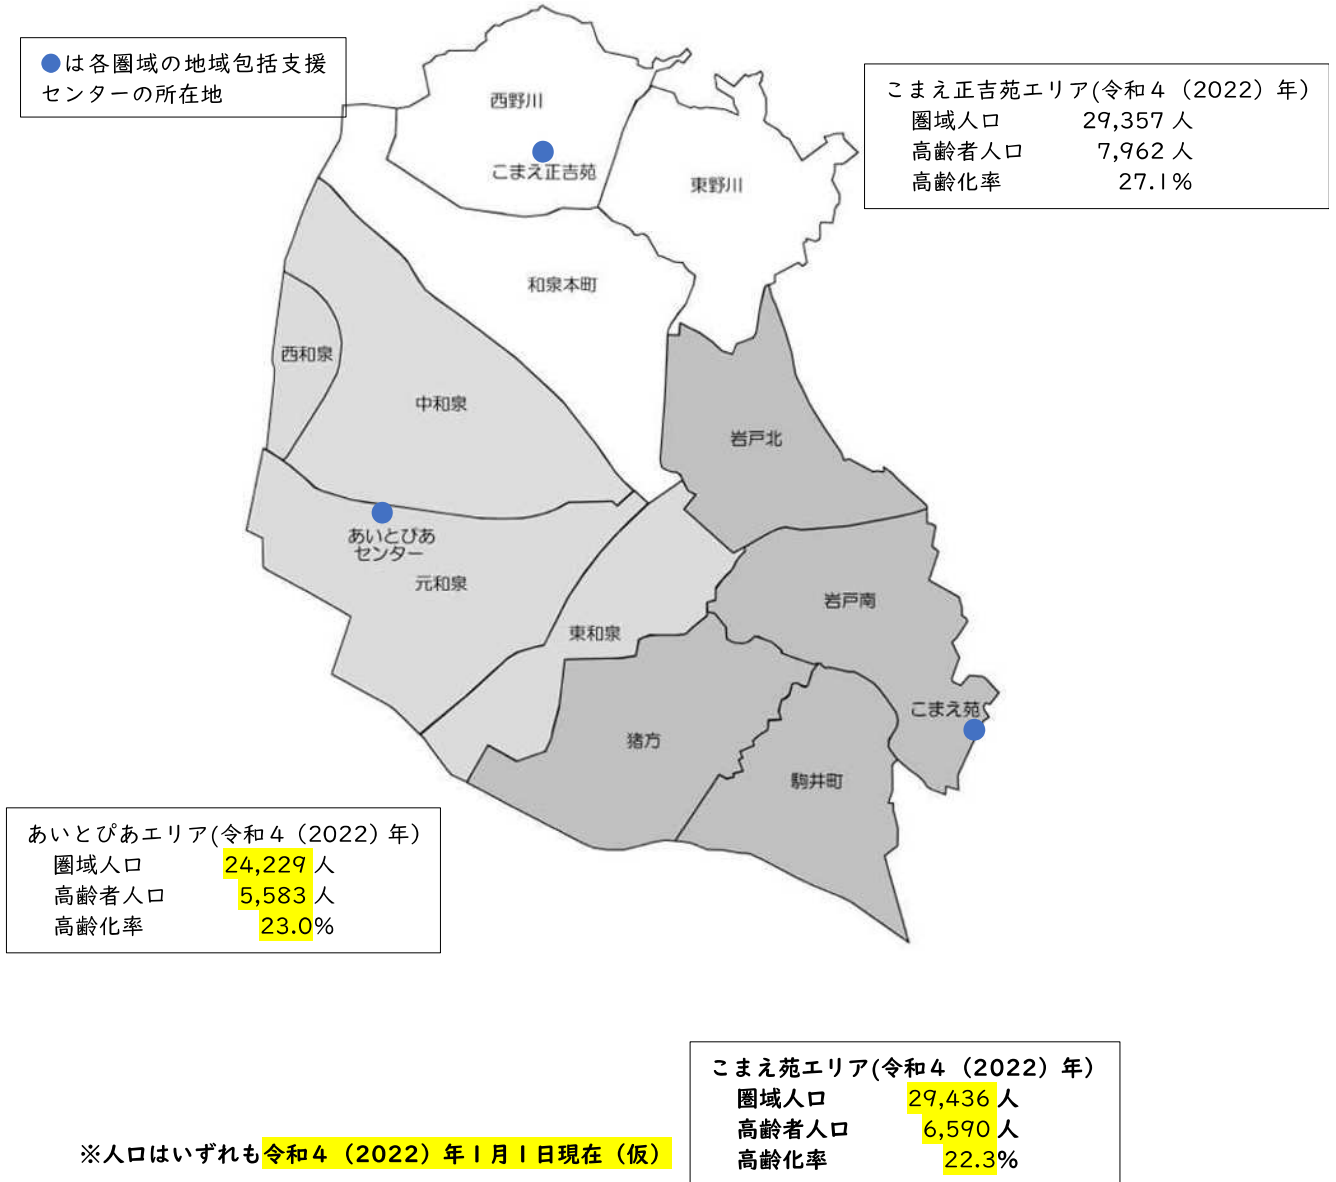 ●は各圏域の地域包括支援
センターの所在地
こまえ正吉苑エリア(令和4（2022）年)
圏域人口 29,357 人
高齢者人口 7,962 人
高齢化率 27.1%
西野川
こまえ正吉苑
東野川
和泉本町
西和泉
中和泉
岩戸北
あいとぴあ
センター
元和泉
岩戸南
東和泉
こまえ苑
猪方
駒井町
あいとぴあエリア(令和4（2022）年)
圏域人口 24,229 人
高齢者人口 5,583 人
高齢化率 23.0%
こまえ苑エリア(令和4（2022）年)
圏域人口 29,436 人
高齢者人口 6,590 人
高齢化率 22.3%
※人口はいずれも令和4（2022）年1月1日現在（仮）